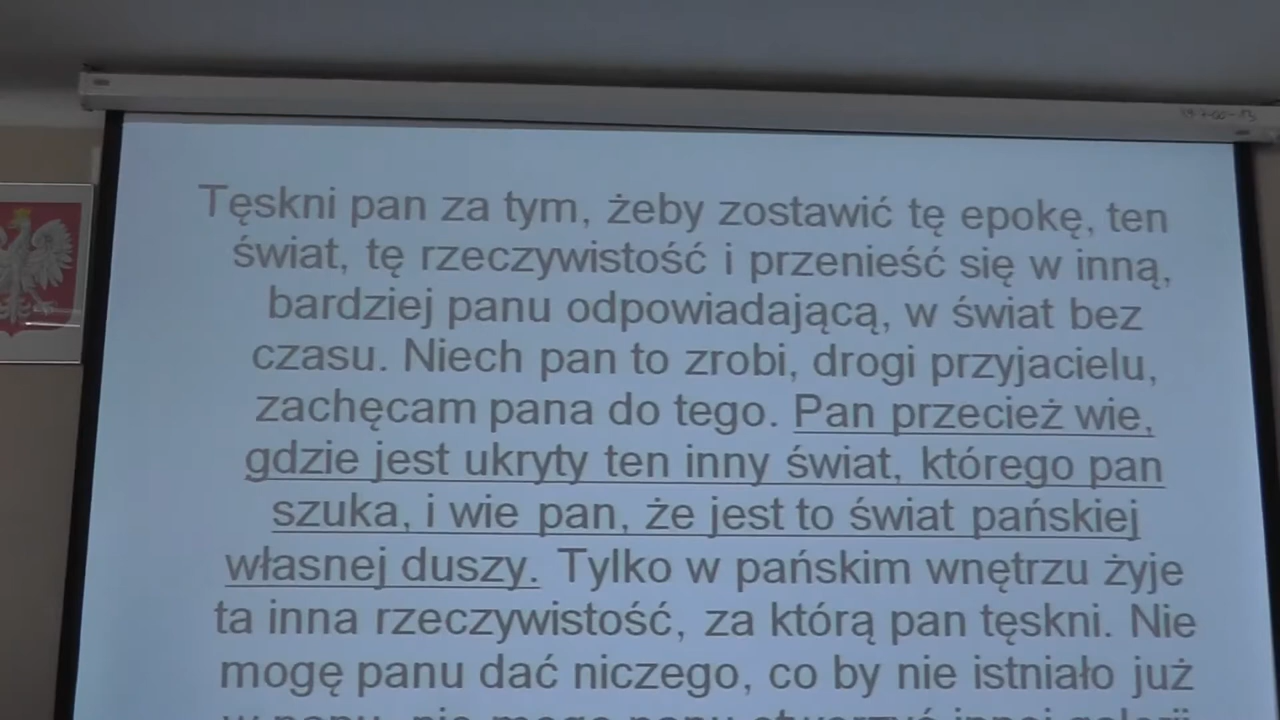 Tęskni pan za tym, żeby zostawić tę epokę, ten
świat, tę rzeczywistość i przenieść się w inną,
bardziej panu odpowiadającą, w świat bez
czasu. Niech pan to zrobi, drogi przyjacielu,
zachęcam pana do tego. Pan przecież wie,
gdzie jest ukryty ten inny świat, którego pan
szuka, i wie pan, że jest to świat pańskiej
własnej duszy. Tylko w pańskim wnętrzu żyje
ta inna rzeczywistość, za którą pan tęskni. Nie
mogę panu dać niczego, co by nie istniało już